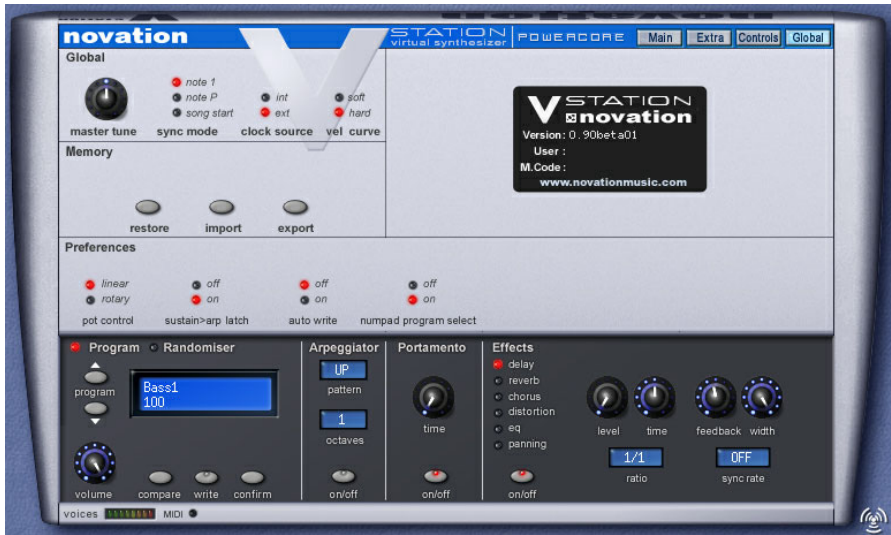 novation
STATION
virtual synthesizer
POWERCORE
Main Extra Controls Global
Global
note 1
note P
song start
int
ext
soft
hard
master tune sync mode clock source vel curve
V STATION
novation
Version: 0.90beta01
User :
M.Code :
www.novationmusic.com
Memory
restore import export
Preferences
linear
rotary
off
on
off
on
off
on
pot control sustain>arp latch auto write numpad program select
Program Randomiser
program
Bass1
100
volume compare write confirm
Arpeggiator
UP
pattern
1
octaves
on/off
Portamento
time
on/off
Effects
delay
reverb
chorus
distortion
eq
panning
on/off
level time feedback width
1/1
ratio
OFF
sync rate
voices MIDI